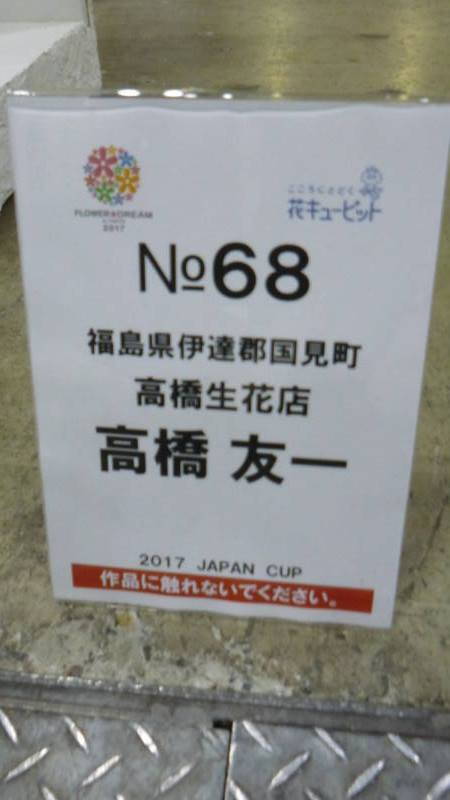 FLOWER DREAM
2017
こころにとどく
花キューピット
№68
福島県伊達郡国見町
高橋生花店
高橋 友一
2017 JAPAN CUP
作品に触れないでください。